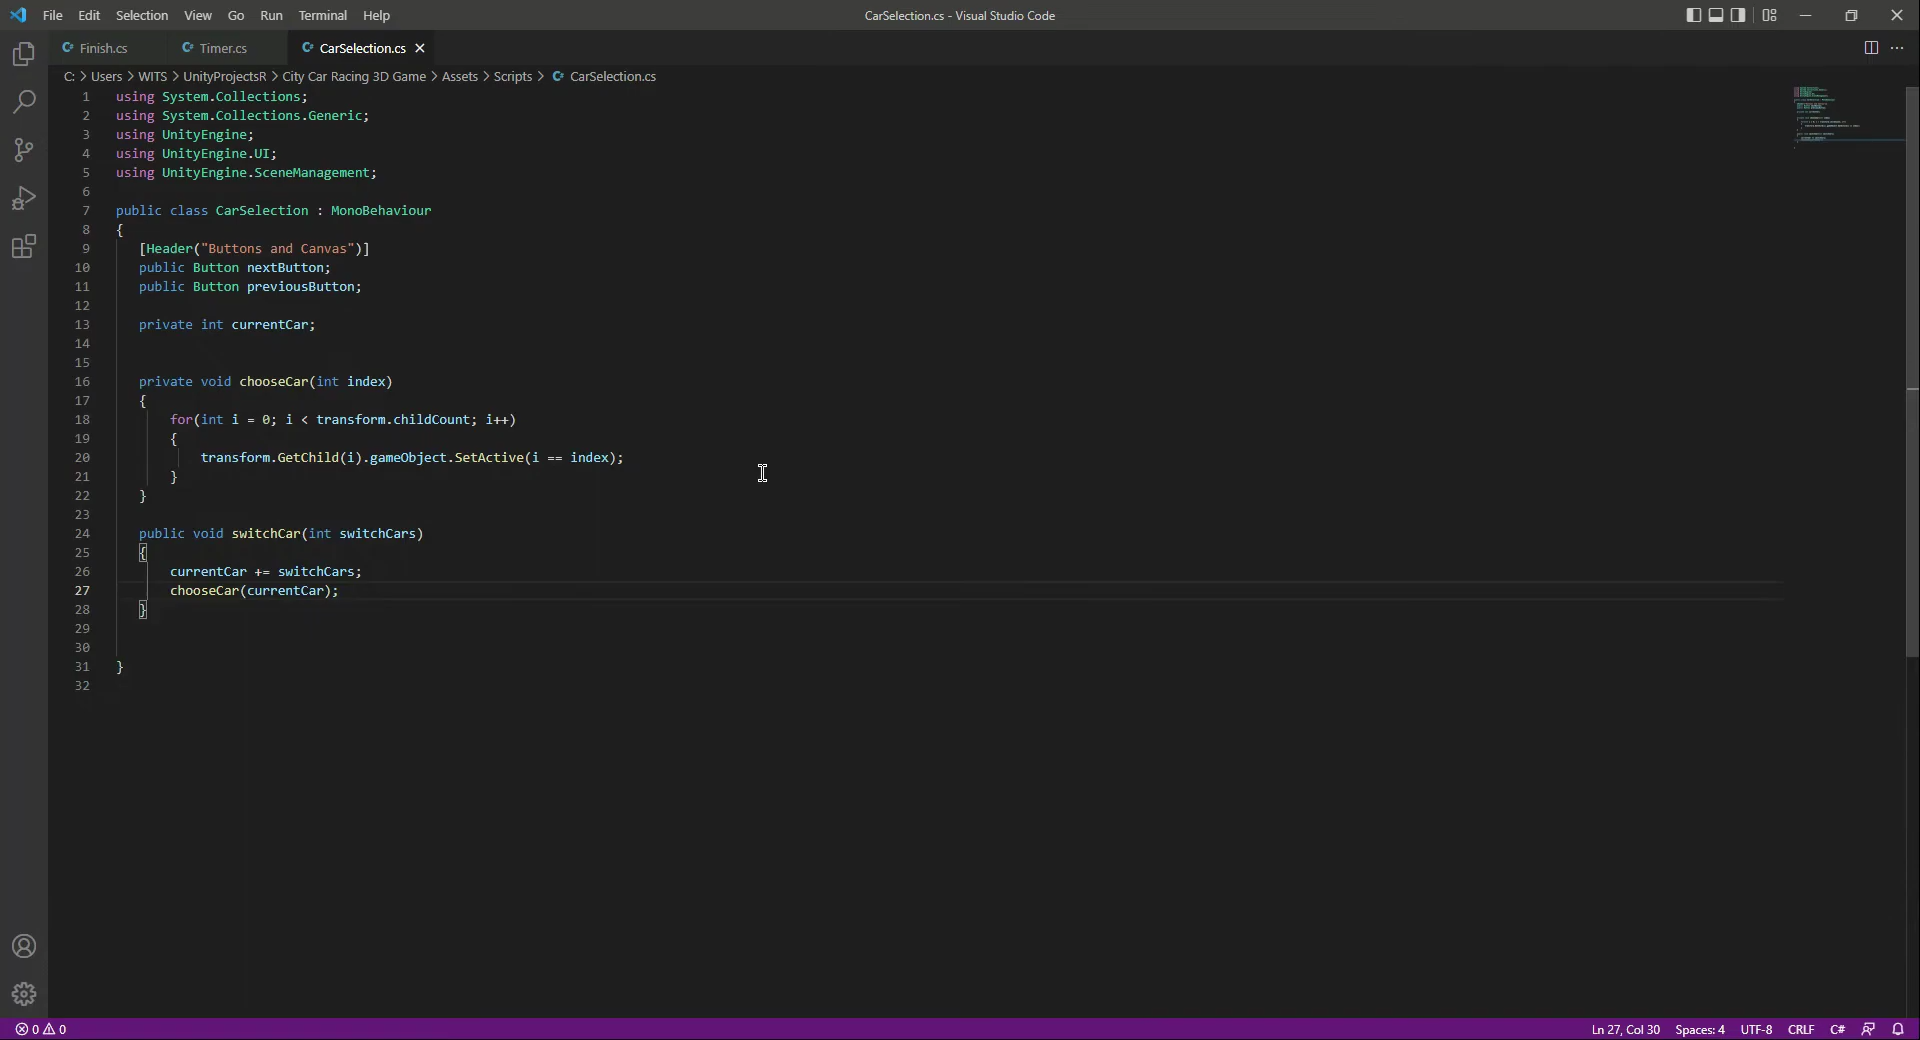 File Edit Selection View Go Run Terminal Help CarSelection.cs - Visual Studio Code
Finish.cs Timer.cs CarSelection.cs
C: > Users > WITS > UnityProjectsR > City Car Racing 3D Game > Assets > Scripts > CarSelection.cs
1 using System.Collections;
2 using System.Collections.Generic;
3 using UnityEngine;
4 using UnityEngine.UI;
5 using UnityEngine.SceneManagement;
6
7 public class CarSelection : MonoBehaviour
8 {
9 [Header("Buttons and Canvas")]
10 public Button nextButton;
11 public Button previousButton;
12
13 private int currentCar;
14
15
16 private void chooseCar(int index)
17 {
18 for(int i = 0; i < transform.childCount; i++)
19 {
20 transform.GetChild(i).gameObject.SetActive(i == index);
21 }
22 }
23
24 public void switchCar(int switchCars)
25 {
26 currentCar += switchCars;
27 chooseCar(currentCar);
28 }
29
30
31 }
32
0 0 Ln 27, Col 30 Spaces: 4 UTF-8 CRLF C#